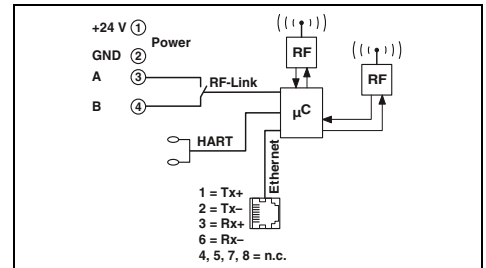 +24 V 1
Power
GND 2
A 3
RF-Link
B 4
HART
RF
RF
µC
Ethernet
1 = Tx+
2 = Tx–
3 = Rx+
6 = Rx–
4, 5, 7, 8 = n.c.